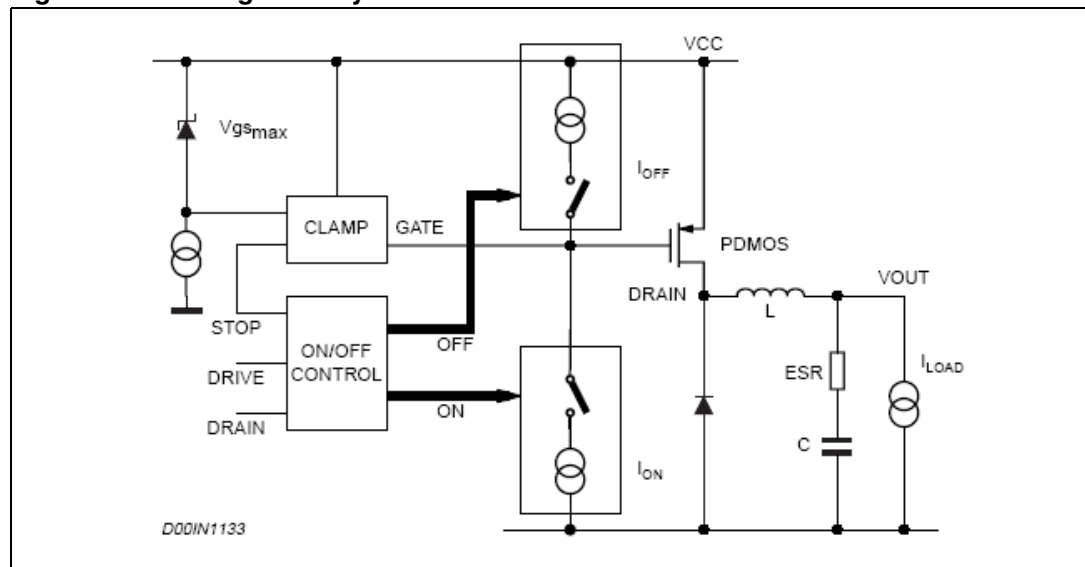 VCC
Vgsmax
IOFF
CLAMP
GATE
PDMOS
DRAIN
VOUT
L
STOP
OFF
ON/OFF
CONTROL
DRIVE
ESR
ILOAD
ON
DRAIN
C
ION
D00IN1133